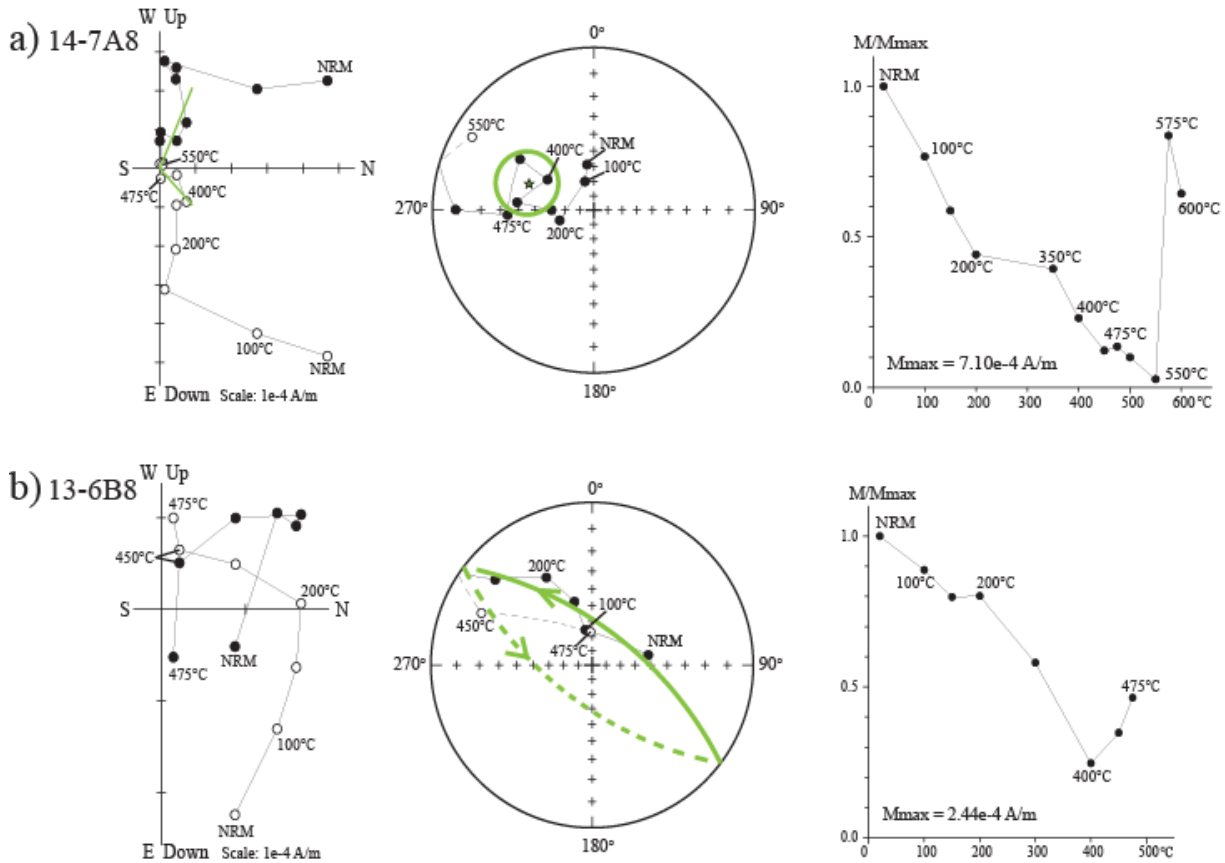 a) 14-7A8
W Up
NRM
550°C
S
N
475°C
400°C
200°C
100°C
NRM
E Down Scale: 1e-4 A/m
0°
550°C
400°C
NRM
100°C
270°
90°
475°C
200°C
180°
M/Mmax
NRM
1.0
575°C
100°C
600°C
0.5
200°C
350°C
400°C
475°C
Mmax = 7.10e-4 A/m
550°C
0.0
0 100 200 300 400 500 600°C
b) 13-6B8
W Up
475°C
450°C
200°C
S
N
475°C
NRM
100°C
NRM
E Down Scale: 1e-4 A/m
0°
200°C
100°C
450°C
475°C
NRM
270°
90°
180°
M/Mmax
NRM
1.0
100°C
200°C
0.5
475°C
400°C
Mmax = 2.44e-4 A/m
0.0
0 100 200 300 400 500°C